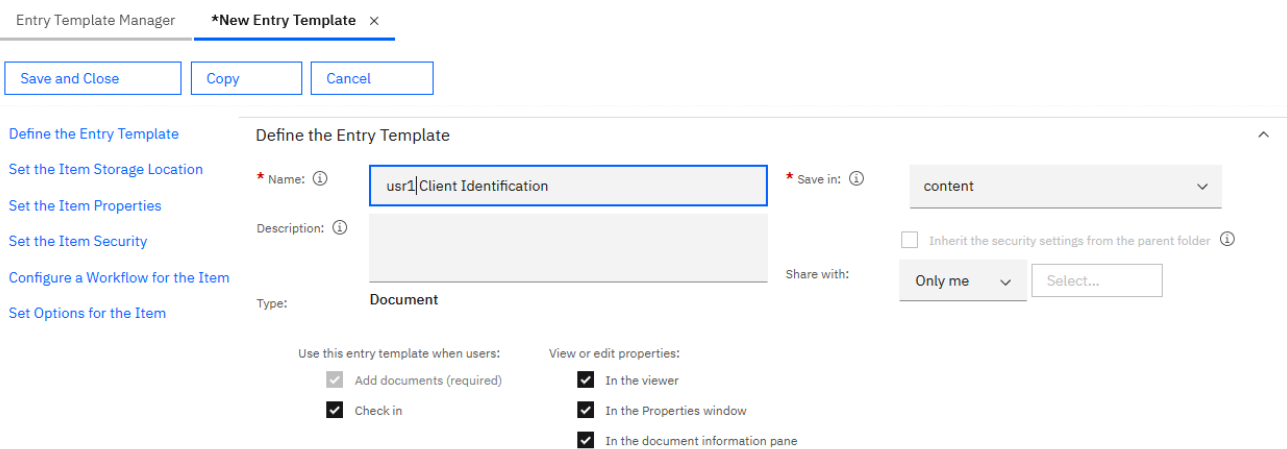 Entry Template Manager *New Entry Template ×
Save and Close Copy Cancel
Define the Entry Template
Set the Item Storage Location
Set the Item Properties
Set the Item Security
Configure a Workflow for the Item
Set Options for the Item
Define the Entry Template
* Name: usr1 Client Identification
* Save in: content
Description:
Inherit the security settings from the parent folder
Share with: Only me Select...
Type: Document
Use this entry template when users:
Add documents (required)
Check in
View or edit properties:
In the viewer
In the Properties window
In the document information pane